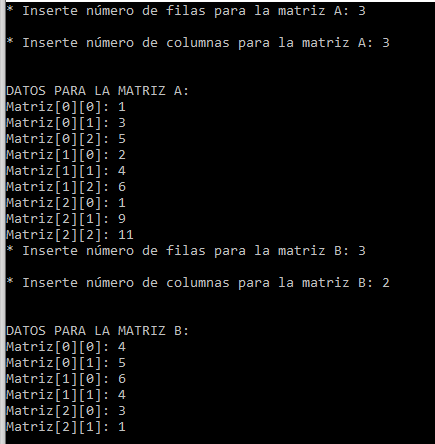 * Inserte número de filas para la matriz A: 3
* Inserte número de columnas para la matriz A: 3
DATOS PARA LA MATRIZ A:
Matriz[0][0]: 1
Matriz[0][1]: 3
Matriz[0][2]: 5
Matriz[1][0]: 2
Matriz[1][1]: 4
Matriz[1][2]: 6
Matriz[2][0]: 1
Matriz[2][1]: 9
Matriz[2][2]: 11
* Inserte número de filas para la matriz B: 3
* Inserte número de columnas para la matriz B: 2
DATOS PARA LA MATRIZ B:
Matriz[0][0]: 4
Matriz[0][1]: 5
Matriz[1][0]: 6
Matriz[1][1]: 4
Matriz[2][0]: 3
Matriz[2][1]: 1